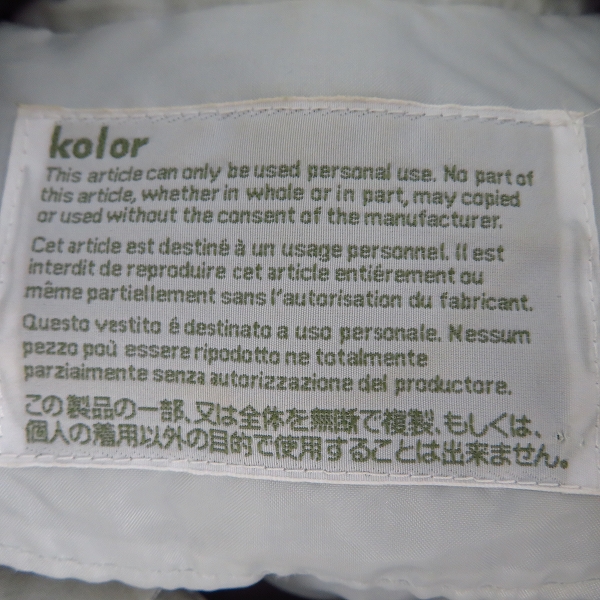 kolor
This article can only be used personal use. No part of
this article, whether in whole or in part, may copied
or used without the consent of the manufacturer.
Cet article est destiné à un usage personnel. Il est
interdit de reproduire cet article entiérement ou
même partiellement sans l'autorisation du fabricant.
Questo vestito é destinato a uso personale. Nessum
pezzo poù essere ripodotto ne totalmente
parziaimente senza autorizzazione del productore.
この製品の一部、又は全体を無断で複製、もしくは、
個人の着用以外の目的で使用することは出来ません。